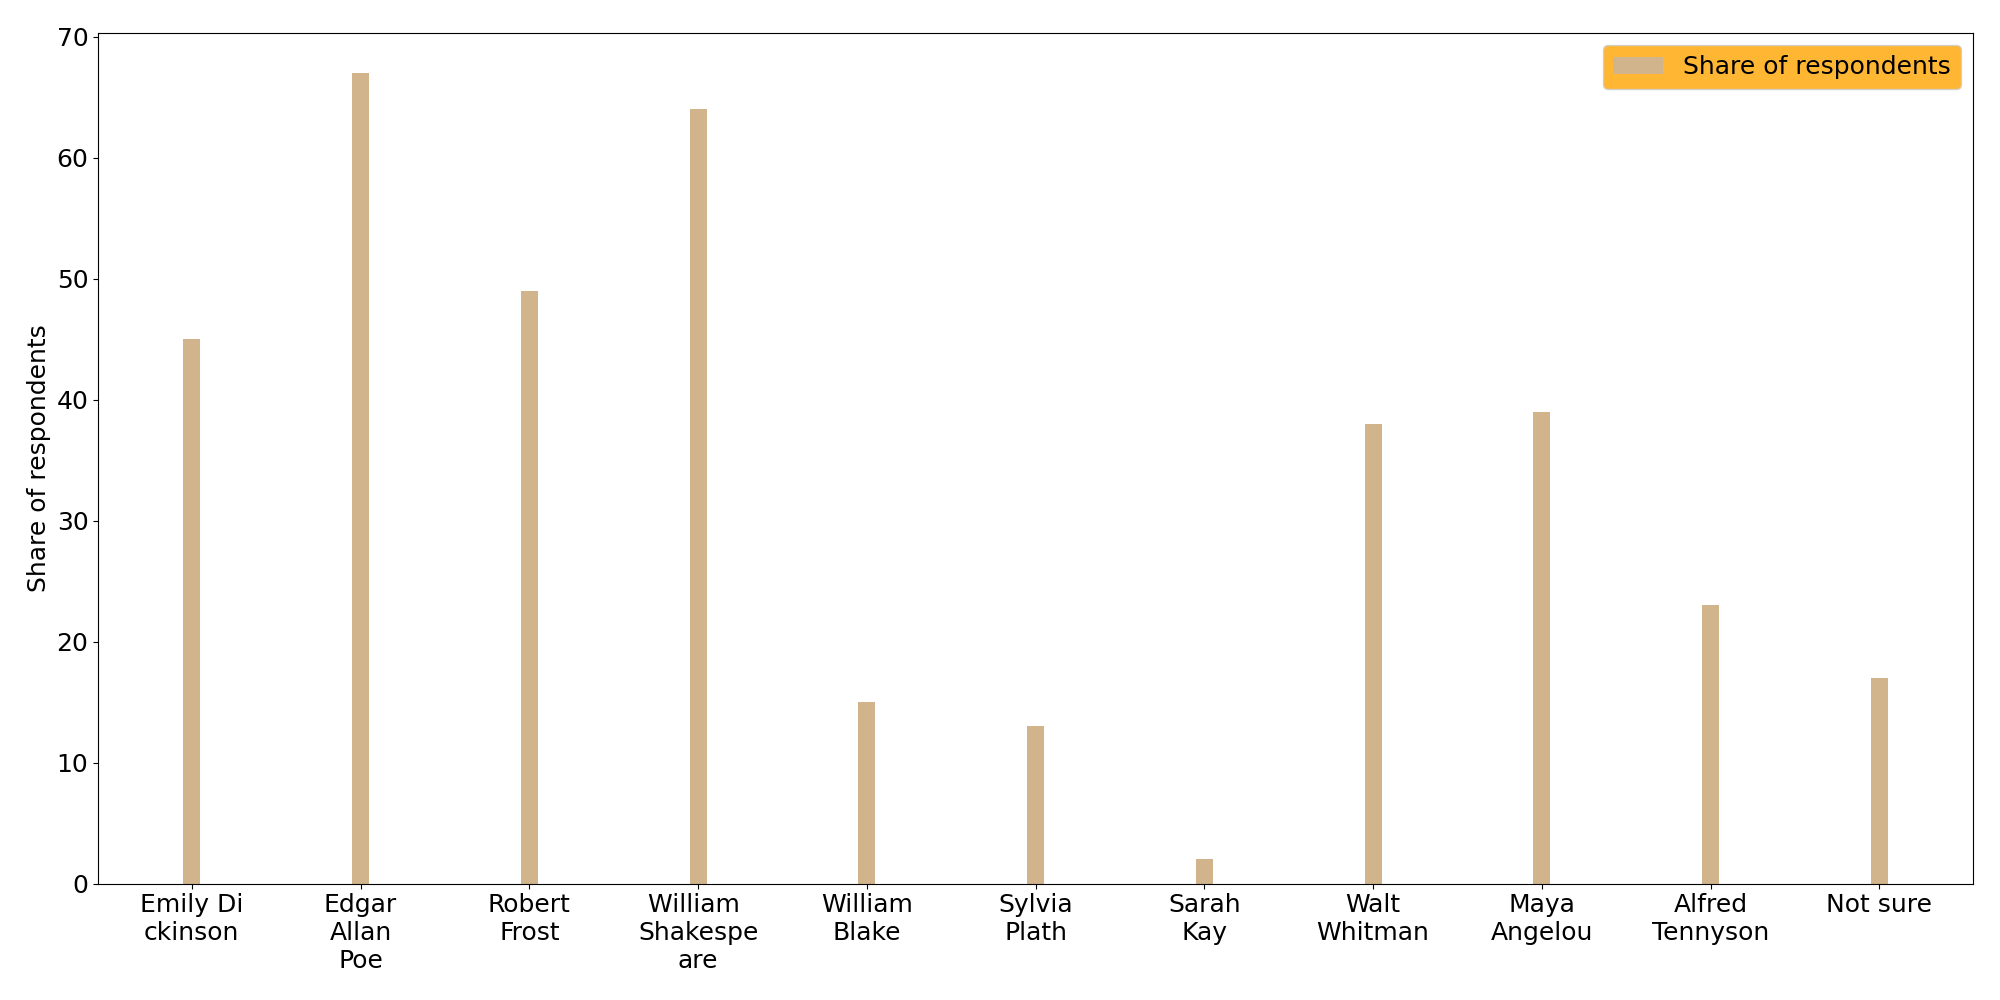 70
60
50
40
30
20
10
0
Share of respondents
Share of respondents
Emily Di
ckinson
Edgar
Allan
Poe
Robert
Frost
William
Shakespe
are
William
Blake
Sylvia
Plath
Sarah
Kay
Walt
Whitman
Maya
Angelou
Alfred
Tennyson
Not sure